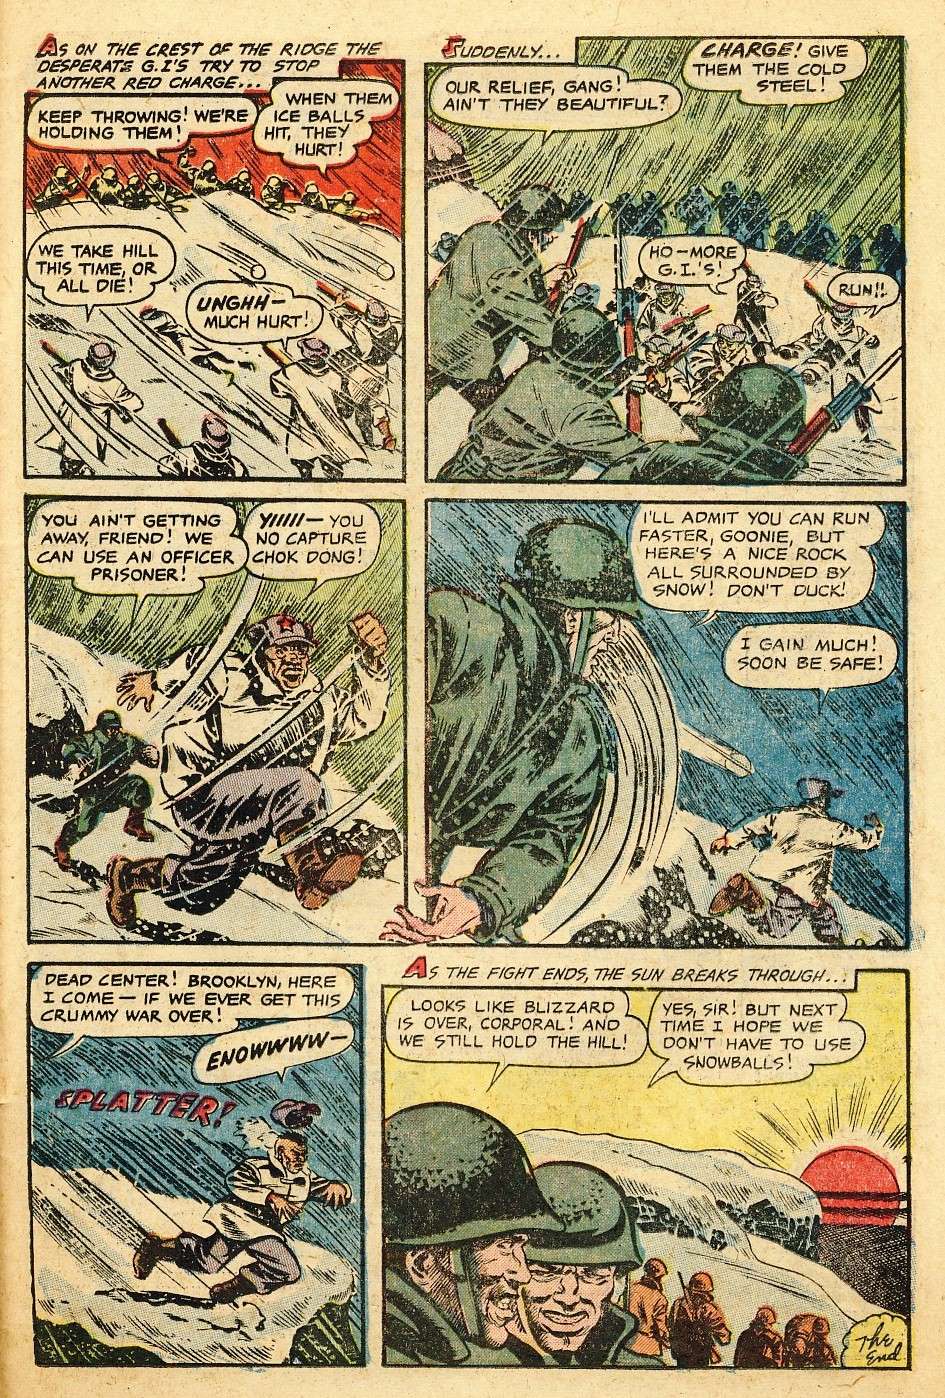 AS ON THE CREST OF THE RIDGE THE
DESPERATE G.I'S TRY TO STOP
ANOTHER RED CHARGE...
KEEP THROWING! WE'RE
HOLDING THEM!
WHEN THEM
ICE BALLS
HIT, THEY
HURT!
WE TAKE HILL
THIS TIME, OR
ALL DIE!
UNGHH—
MUCH HURT!
SUDDENLY...
OUR RELIEF, GANG!
AIN'T THEY BEAUTIFUL?
CHARGE! GIVE
THEM THE COLD
STEEL!
HO-MORE
G.I.'S!
RUN!!
YOU AIN'T GETTING
AWAY, FRIEND! WE
CAN USE AN OFFICER
PRISONER!
YIIIII— YOU
NO CAPTURE
CHOK DONG!
I'LL ADMIT YOU CAN RUN
FASTER, GOONIE, BUT
HERE'S A NICE ROCK
ALL SURROUNDED BY
SNOW! DON'T DUCK!
I GAIN MUCH!
SOON BE SAFE!
DEAD CENTER! BROOKLYN, HERE
I COME— IF WE EVER GET THIS
CRUMMY WAR OVER!
ENOWWWW—
SPLATTER!
AS THE FIGHT ENDS, THE SUN BREAKS THROUGH...
LOOKS LIKE BLIZZARD
IS OVER, CORPORAL! AND
WE STILL HOLD THE HILL!
YES, SIR! BUT NEXT
TIME I HOPE WE
DON'T HAVE TO USE
SNOWBALLS!
The
End